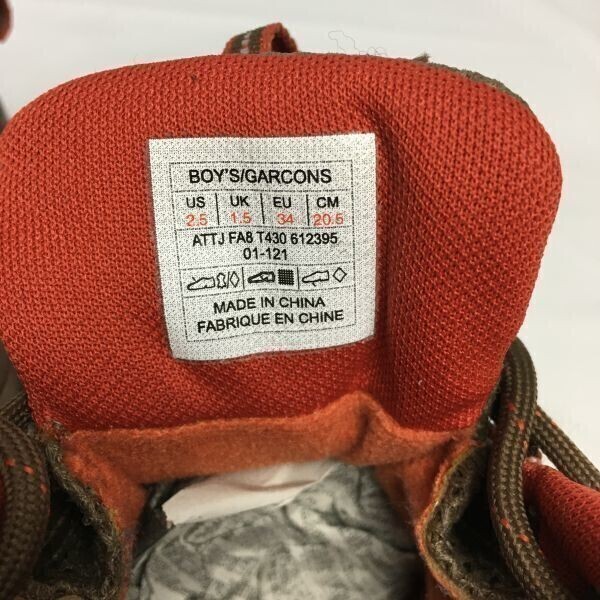 BOY'S/GARCONS
US UK EU CM
2.5 1.5 34 20.5
ATTJ FA8 T430 612395
01-121
MADE IN CHINA
FABRIQUE EN CHINE